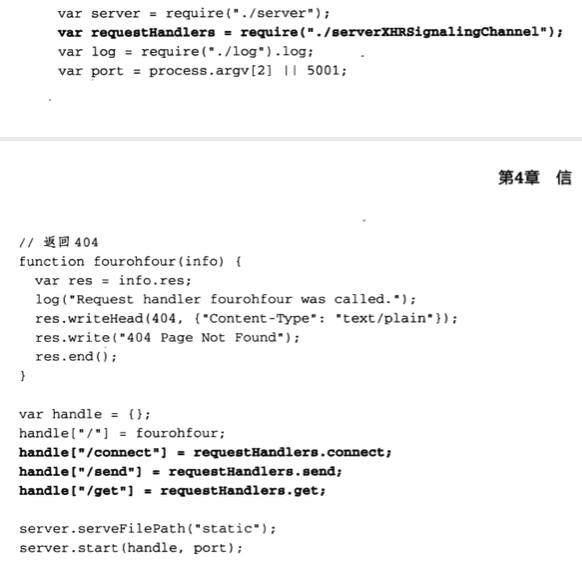 var server = require("./server");
var requestHandlers = require("./serverXHRSignalingChannel");
var log = require("./log").log;
var port = process.argv[2] || 5001;
第4章 信
// 返回 404
function fourohfour(info) {
var res = info.res;
log("Request handler fourohfour was called.");
res.writeHead(404, {"Content-Type": "text/plain"});
res.write("404 Page Not Found");
res.end();
}
var handle = {};
handle["/"] = fourohfour;
handle["/connect"] = requestHandlers.connect;
handle["/send"] = requestHandlers.send;
handle["/get"] = requestHandlers.get;
server.serveFilePath("static");
server.start(handle, port);